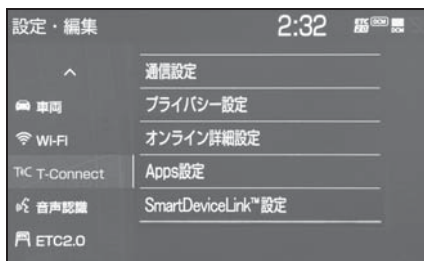 設定・編集
2:32
通信設定
車両
プライバシー設定
Wi-Fi
オンライン詳細設定
T-Connect
Apps設定
音声認識
SmartDeviceLink™設定
ETC2.0